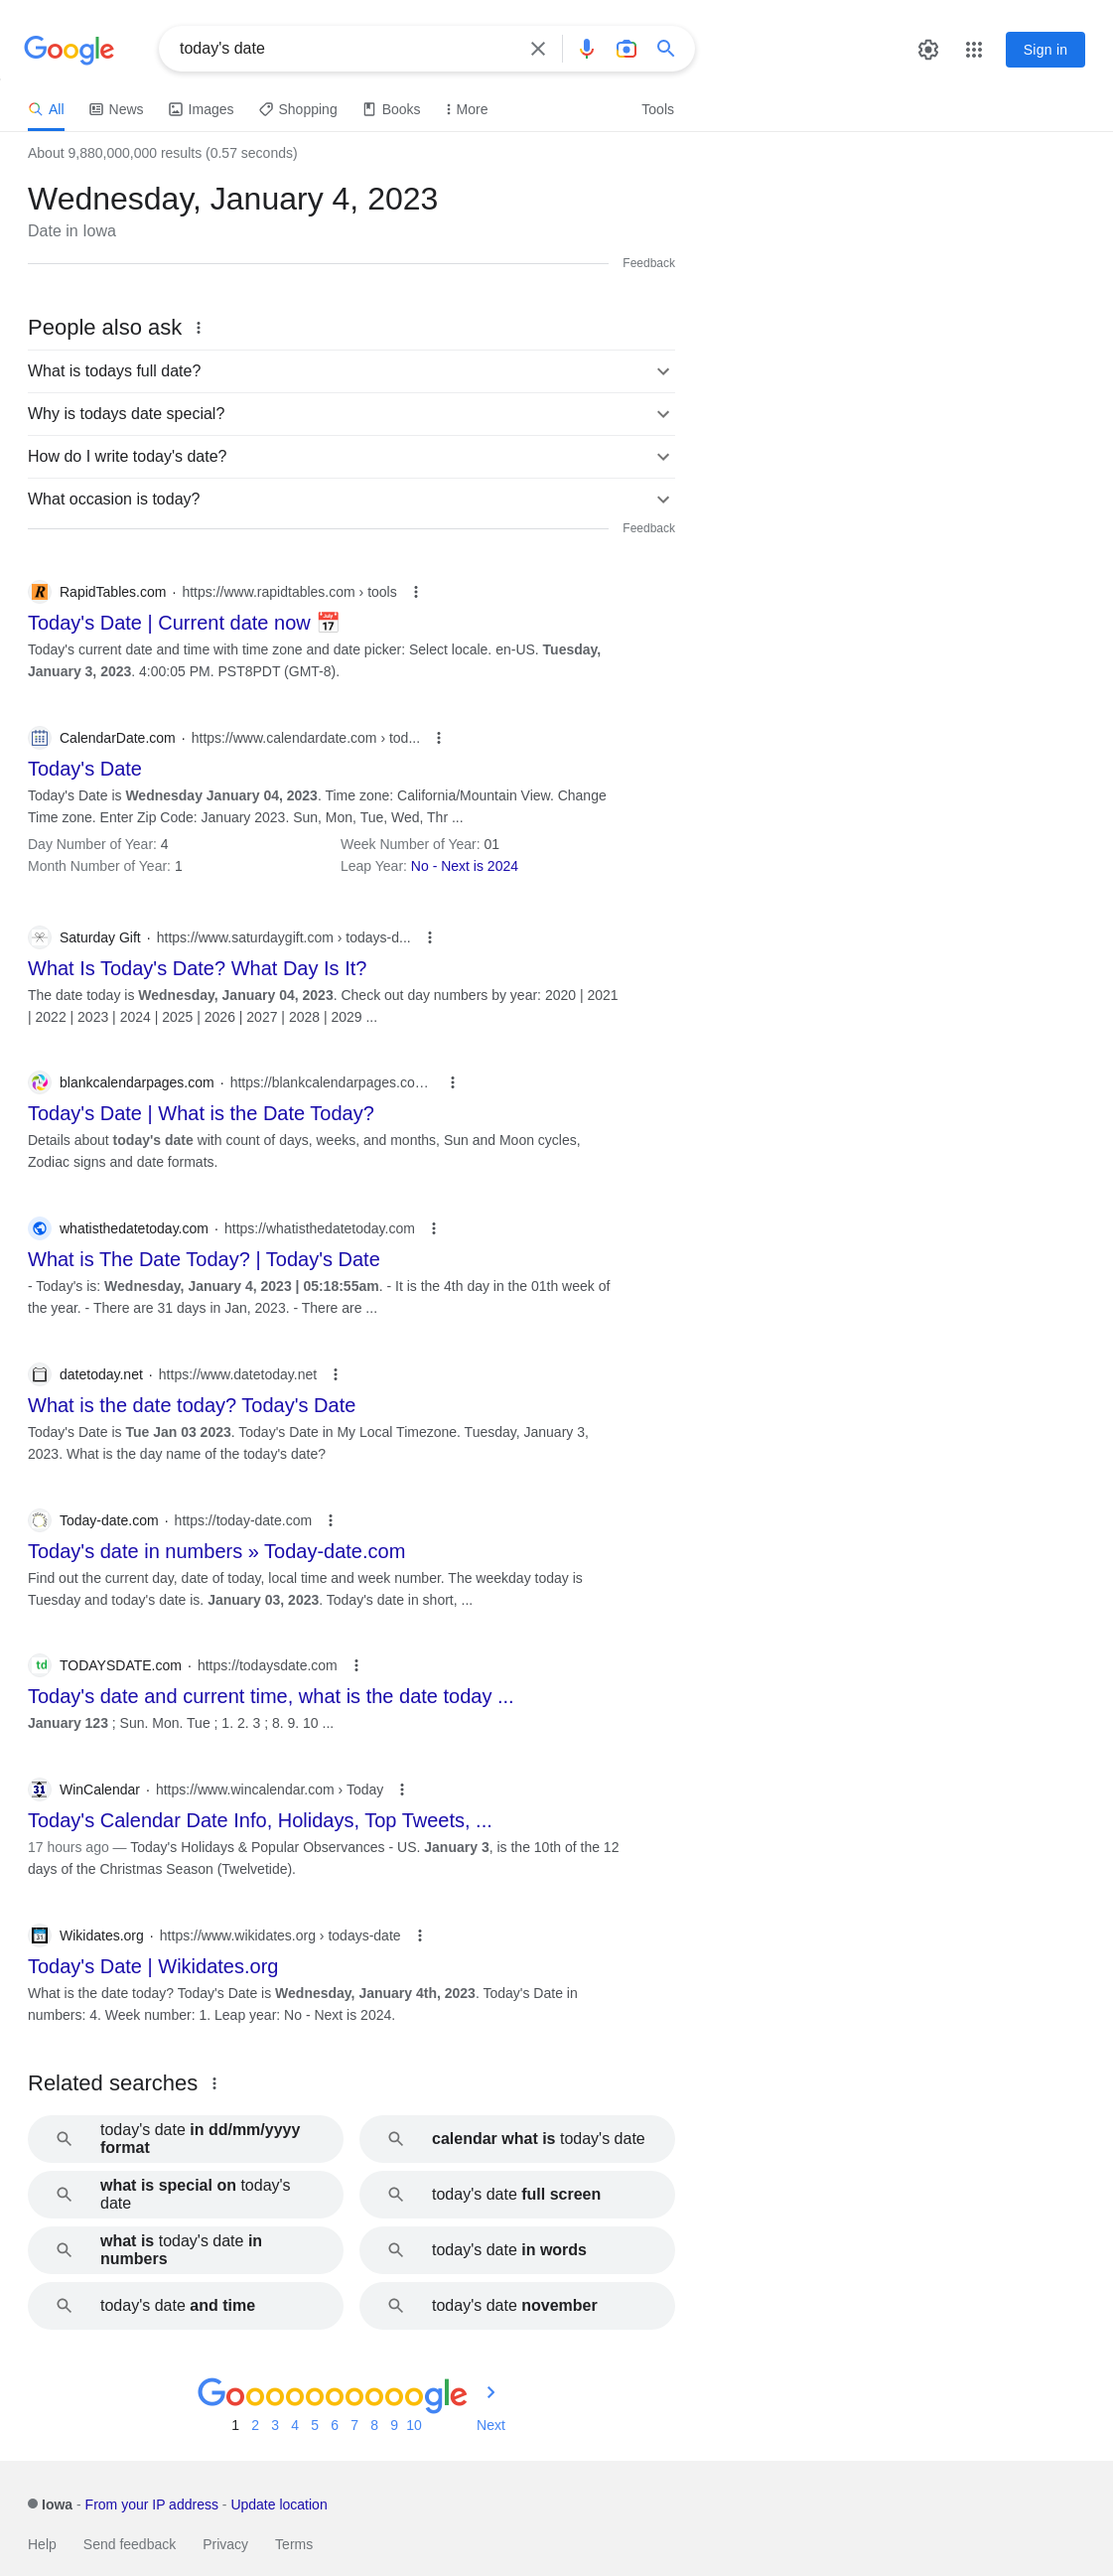 Google
today's date
Sign in
All News Images Shopping Books More Tools
About 9,880,000,000 results (0.57 seconds)
Wednesday, January 4, 2023
Date in Iowa
Feedback
People also ask
What is todays full date?
Why is todays date special?
How do I write today's date?
What occasion is today?
Feedback
RapidTables.com · https://www.rapidtables.com › tools
Today's Date | Current date now 📅
Today's current date and time with time zone and date picker: Select locale. en-US. Tuesday,
January 3, 2023. 4:00:05 PM. PST8PDT (GMT-8).
CalendarDate.com · https://www.calendardate.com › tod...
Today's Date
Today's Date is Wednesday January 04, 2023. Time zone: California/Mountain View. Change
Time zone. Enter Zip Code: January 2023. Sun, Mon, Tue, Wed, Thr ...
Day Number of Year: 4 Week Number of Year: 01
Month Number of Year: 1 Leap Year: No - Next is 2024
Saturday Gift · https://www.saturdaygift.com › todays-d...
What Is Today's Date? What Day Is It?
The date today is Wednesday, January 04, 2023. Check out day numbers by year: 2020 | 2021
| 2022 | 2023 | 2024 | 2025 | 2026 | 2027 | 2028 | 2029 ...
blankcalendarpages.com · https://blankcalendarpages.co…
Today's Date | What is the Date Today?
Details about today's date with count of days, weeks, and months, Sun and Moon cycles,
Zodiac signs and date formats.
whatisthedatetoday.com · https://whatisthedatetoday.com
What is The Date Today? | Today's Date
- Today's is: Wednesday, January 4, 2023 | 05:18:55am. - It is the 4th day in the 01th week of
the year. - There are 31 days in Jan, 2023. - There are ...
datetoday.net · https://www.datetoday.net
What is the date today? Today's Date
Today's Date is Tue Jan 03 2023. Today's Date in My Local Timezone. Tuesday, January 3,
2023. What is the day name of the today's date?
Today-date.com · https://today-date.com
Today's date in numbers » Today-date.com
Find out the current day, date of today, local time and week number. The weekday today is
Tuesday and today's date is. January 03, 2023. Today's date in short, ...
td TODAYSDATE.com · https://todaysdate.com
Today's date and current time, what is the date today ...
January 123 ; Sun. Mon. Tue ; 1. 2. 3 ; 8. 9. 10 ...
31 WinCalendar · https://www.wincalendar.com › Today
Today's Calendar Date Info, Holidays, Top Tweets, ...
17 hours ago — Today's Holidays & Popular Observances - US. January 3, is the 10th of the 12
days of the Christmas Season (Twelvetide).
31 Wikidates.org · https://www.wikidates.org › todays-date
Today's Date | Wikidates.org
What is the date today? Today's Date is Wednesday, January 4th, 2023. Today's Date in
numbers: 4. Week number: 1. Leap year: No - Next is 2024.
Related searches
today's date in dd/mm/yyyy
format
calendar what is today's date
what is special on today's
date
today's date full screen
what is today's date in
numbers
today's date in words
today's date and time
today's date november
Goooooooooogle
1 2 3 4 5 6 7 8 9 10 Next
Iowa - From your IP address - Update location
Help Send feedback Privacy Terms